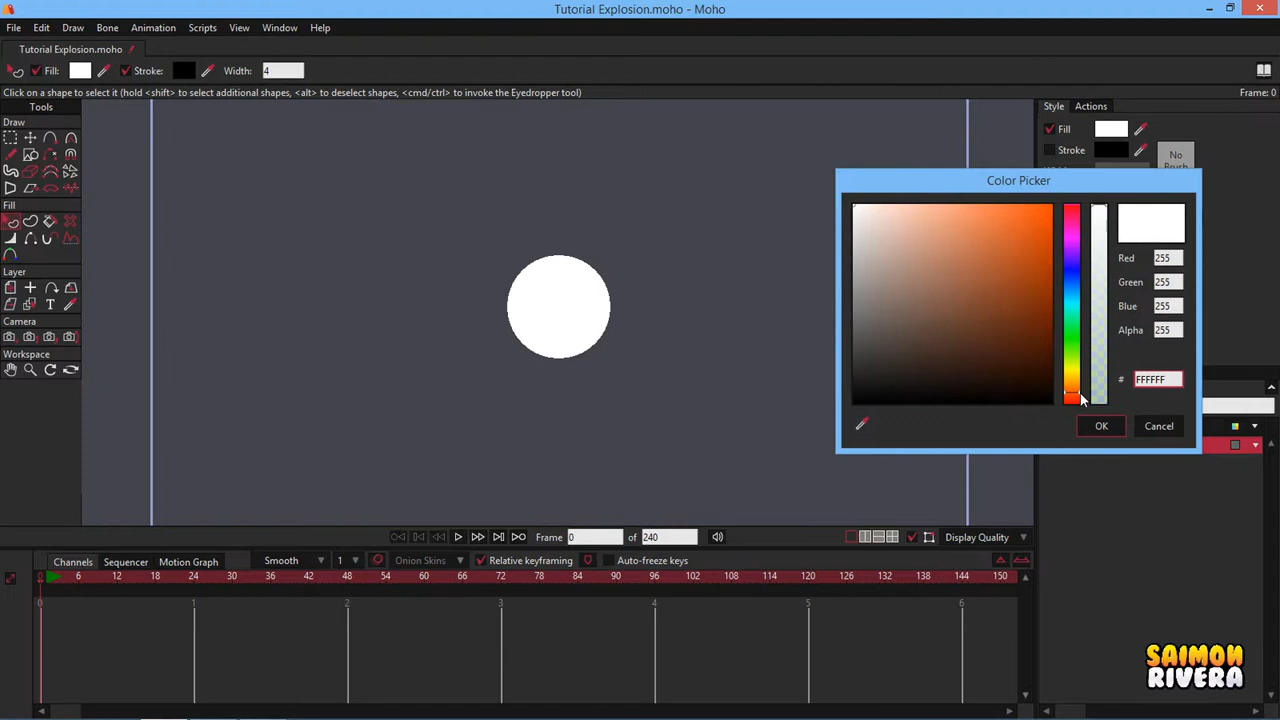 Tutorial Explosion.moho - Moho
File Edit Draw Bone Animation Scripts View Window Help
Tutorial Explosion.moho
Fill: Stroke: Width: 4
Click on a shape to select it (hold <shift> to select additional shapes, <alt> to deselect shapes, <cmd/ctrl> to invoke the Eyedropper tool) Frame: 0
Tools
Style Actions
Draw
Fill
Stroke
No
Color Picker
Fill
Red 255
Green 255
Blue 255
Layer
Camera
Alpha 255
Workspace
# FFFFFF
OK Cancel
Frame 0 of 240 Display Quality
Channels Sequencer Motion Graph Smooth 1 Onion Skins Relative keyframing Auto-freeze keys
0 6 12 18 24 30 36 42 48 54 60 66 72 78 84 90 96 102 108 114 120 126 132 138 144 150
0 1 2 3 4 5 6
SAIMON
RIVERA